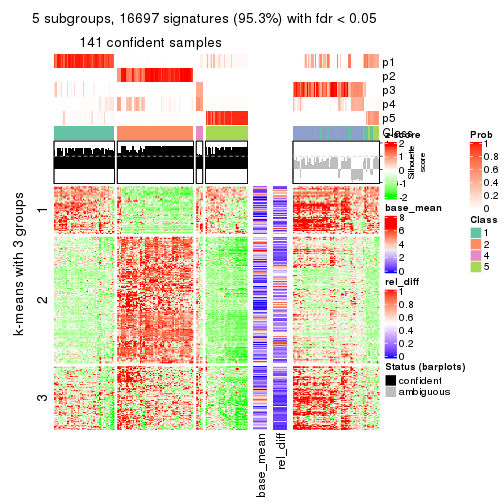 5 subgroups, 16697 signatures (95.3%) with fdr < 0.05
141 confident samples
p1
p2
p3
p4
p5
Class
Silhouette
score
k-means with 3 groups
1
2
3
base_mean
rel_diff
z-score
2
1
0
-1
-2
base_mean
8
6
4
2
0
rel_diff
1
0.8
0.6
0.4
0.2
0
Status (barplots)
confident
ambiguous
Prob
1
0.8
0.6
0.4
0.2
0
Class
1
2
4
5